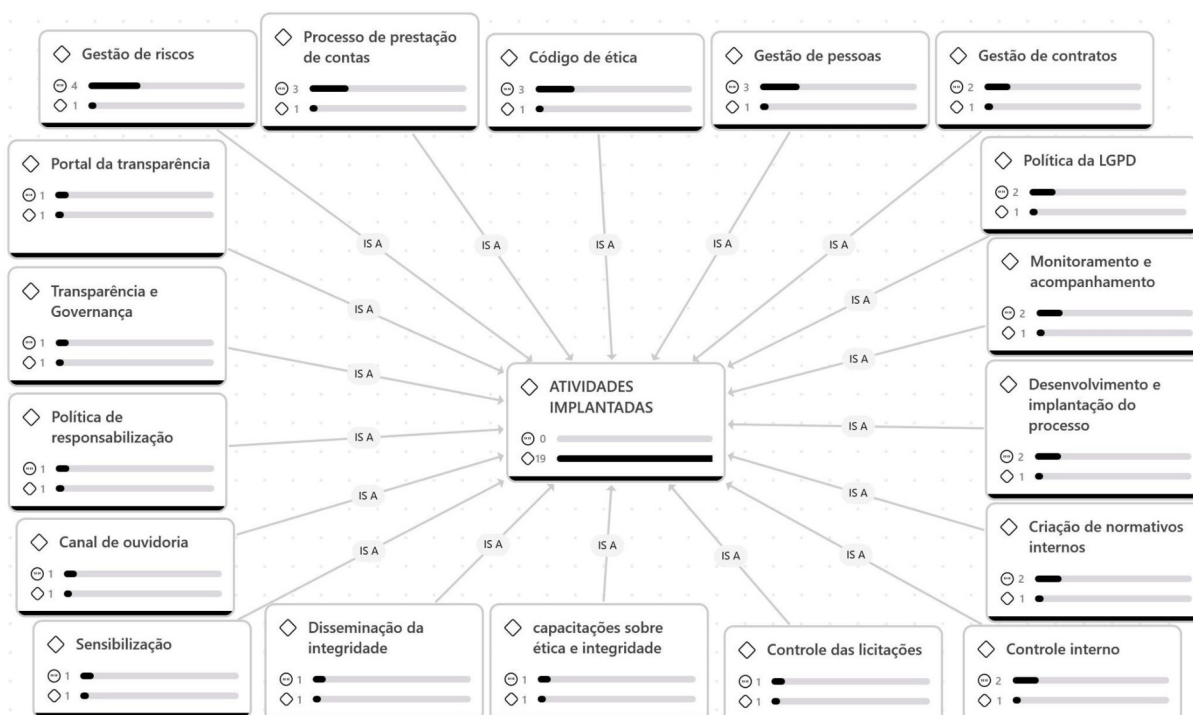 Gestão de riscos
4
1
Processo de prestação
de contas
3
1
Código de ética
3
1
Gestão de pessoas
3
1
Gestão de contratos
2
1
Portal da transparência
1
1
Política da LGPD
2
1
IS A
IS A
IS A
IS A
IS A
Transparência e
Governança
1
1
Monitoramento e
acompanhamento
2
1
IS A
IS A
IS A
IS A
ATIVIDADES
IMPLANTADAS
0
19
Política de
responsabilização
1
1
Desenvolvimento e
implantação do
processo
2
1
IS A
IS A
IS A
IS A
Canal de ouvidoria
1
1
Criação de normativos
internos
2
1
IS A
IS A
IS A
IS A
IS A
IS A
Sensibilização
1
1
Disseminação da
integridade
1
1
capacitações sobre
ética e integridade
1
1
Controle das licitações
1
1
Controle interno
2
1